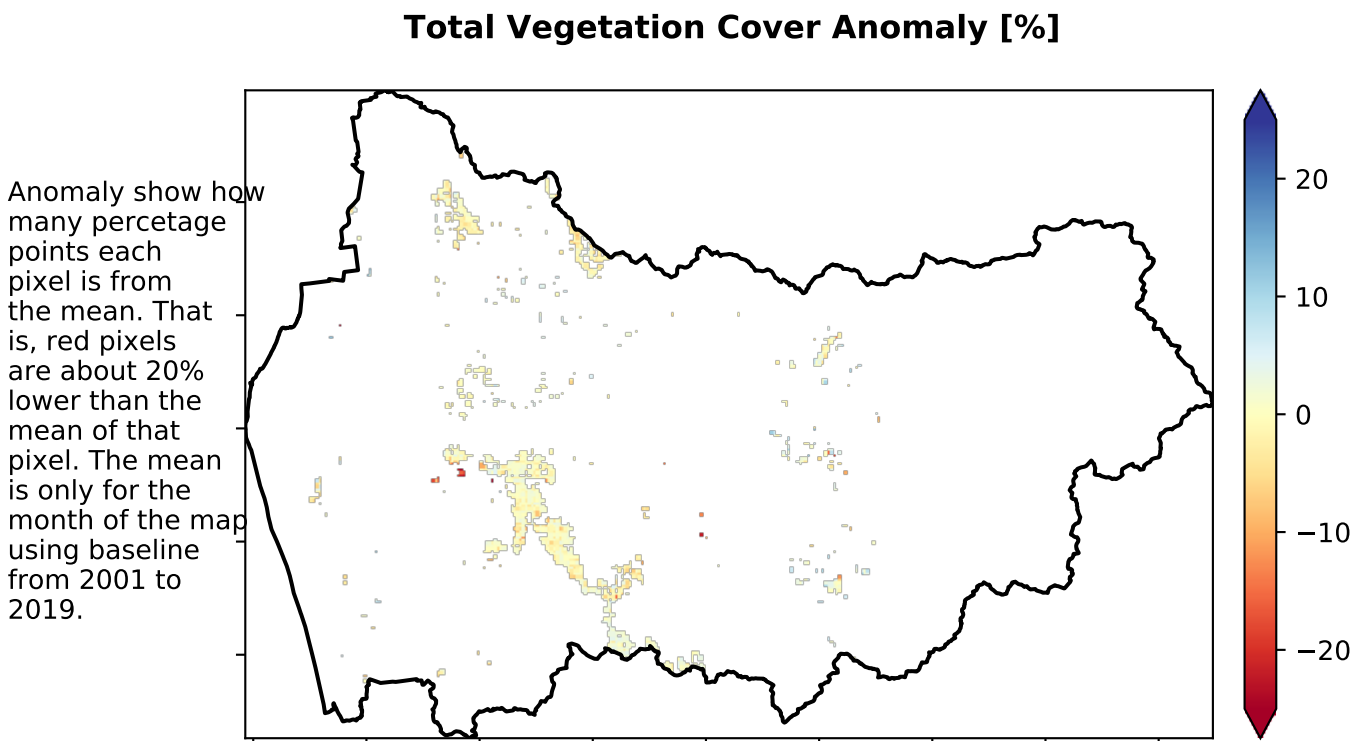 Total Vegetation Cover Anomaly [%]
Anomaly show how
many percetage
points each
pixel is from
the mean. That
is, red pixels
are about 20%
lower than the
mean of that
pixel. The mean
is only for the
month of the map
using baseline
from 2001 to
2019.
20
10
0
−10
−20